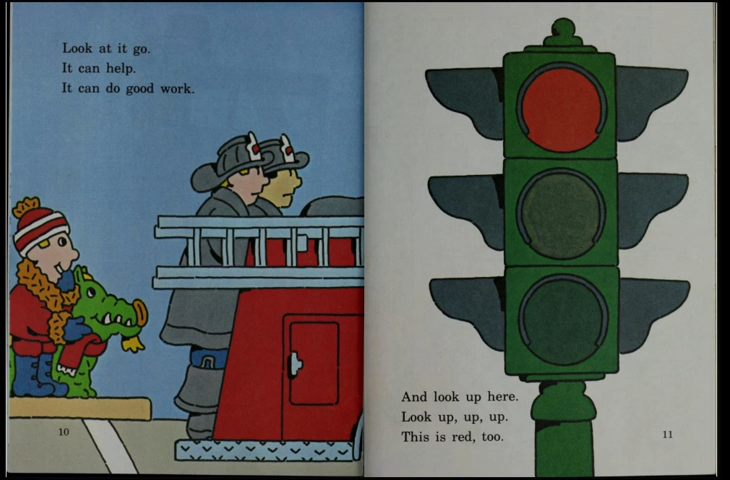 Look at it go.
It can help.
It can do good work.
10
And look up here.
Look up, up, up.
This is red, too.
11